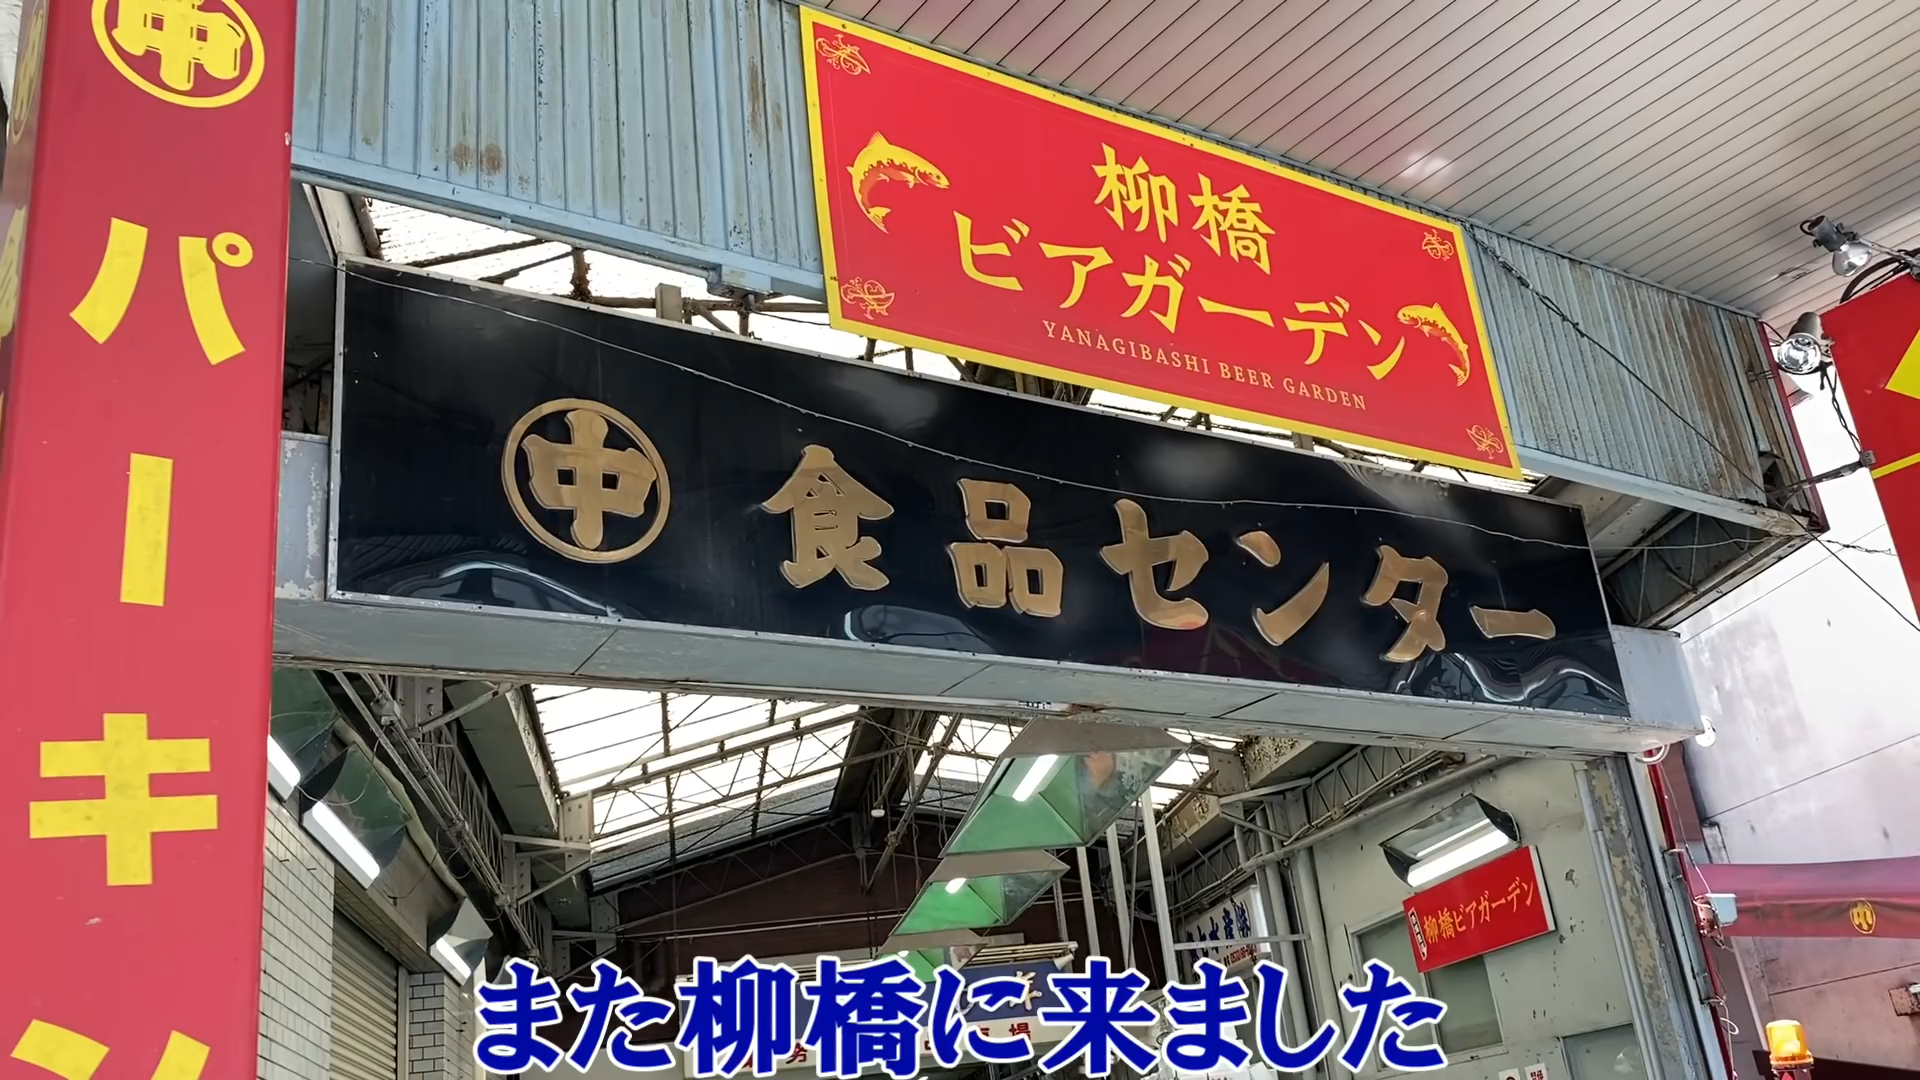 中
パーキン
柳橋
ビアガーデン
YANAGIBASHI BEER GARDEN
中 食品センター
柳橋ビアガーデン
中
また柳橋に来ました